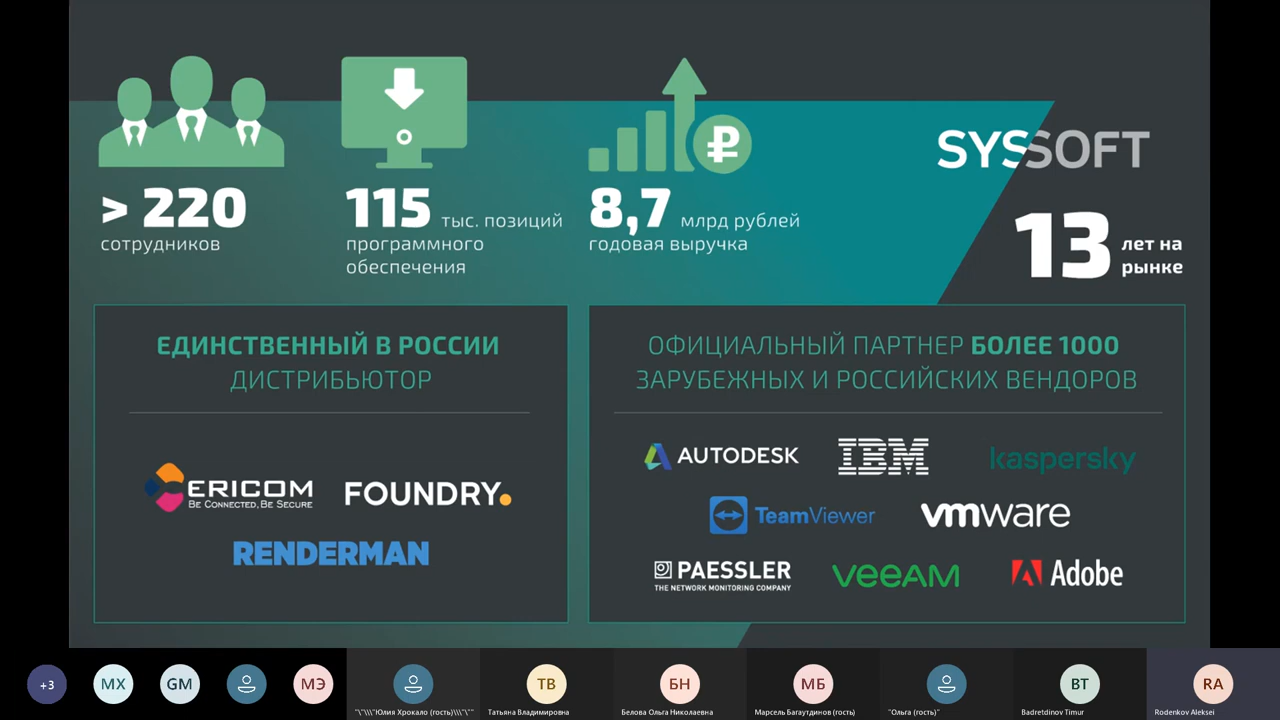 SYSSOFT
> 220
сотрудников
115 тыс. позиций
программного
обеспечения
8,7 млрд рублей
годовая выручка
13 лет на
рынке
ЕДИНСТВЕННЫЙ В РОССИИ
ДИСТРИБЬЮТОР
ERICOM
BE CONNECTED, BE SECURE
FOUNDRY.
RENDERMAN
ОФИЦИАЛЬНЫЙ ПАРТНЕР БОЛЕЕ 1000
ЗАРУБЕЖНЫХ И РОССИЙСКИХ ВЕНДОРОВ
AUTODESK
IBM
kaspersky
TeamViewer
vmware
PAESSLER
THE NETWORK MONITORING COMPANY
VEEAM
Adobe
+3
MX
GM
МЭ
ТВ
БН
МБ
BT
RA
"\"\\\"Юлия Хрокало (гость)\\\"\""
Татьяна Владимировна
Белова Ольга Николаевна
Марсель Багаутдинов (гость)
"Ольга (гость)"
Badretdinov Timur
Rodenkov Aleksei